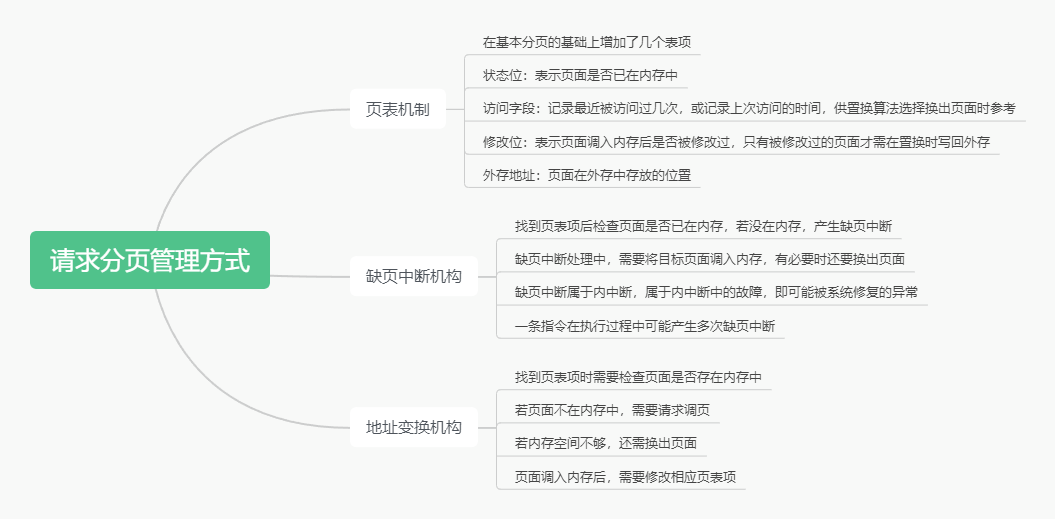 请求分页管理方式
页表机制
在基本分页的基础上增加了几个表项
状态位：表示页面是否已在内存中
访问字段：记录最近被访问过几次，或记录上次访问的时间，供置换算法选择换出页面时参考
修改位：表示页面调入内存后是否被修改过，只有被修改过的页面才需在置换时写回外存
外存地址：页面在外存中存放的位置
缺页中断机构
找到页表项后检查页面是否已在内存，若没在内存，产生缺页中断
缺页中断处理中，需要将目标页面调入内存，有必要时还要换出页面
缺页中断属于内中断，属于内中断中的故障，即可能被系统修复的异常
一条指令在执行过程中可能产生多次缺页中断
地址变换机构
找到页表项时需要检查页面是否存在内存中
若页面不在内存中，需要请求调页
若内存空间不够，还需换出页面
页面调入内存后，需要修改相应页表项